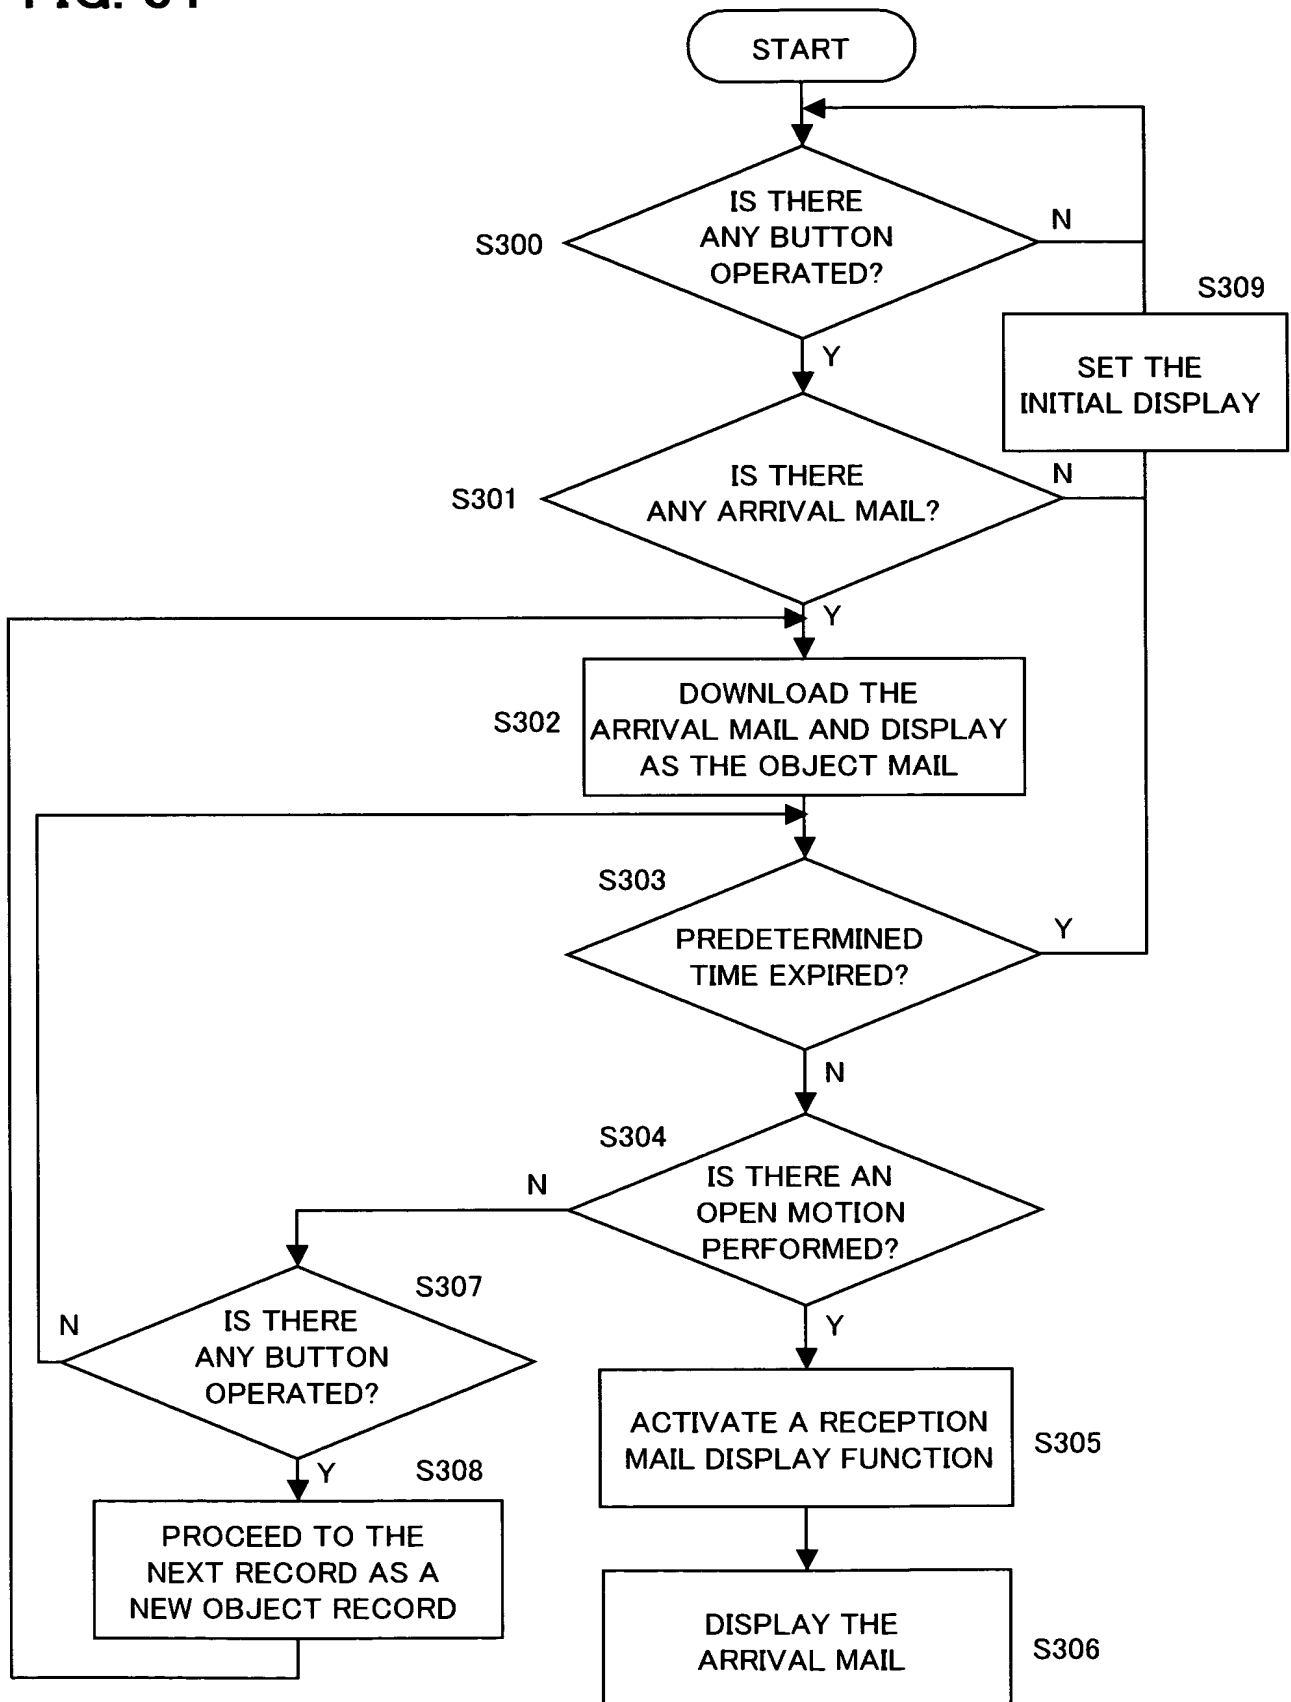 START
IS THERE
ANY BUTTON
OPERATED?
S300
N
Y
S309
SET THE
INITIAL DISPLAY
IS THERE
ANY ARRIVAL MAIL?
S301
N
Y
S302
DOWNLOAD THE
ARRIVAL MAIL AND DISPLAY
AS THE OBJECT MAIL
S303
PREDETERMINED
TIME EXPIRED?
Y
N
S304
IS THERE AN
OPEN MOTION
PERFORMED?
N
Y
S307
IS THERE
ANY BUTTON
OPERATED?
N
Y
ACTIVATE A RECEPTION
MAIL DISPLAY FUNCTION
S305
S308
PROCEED TO THE
NEXT RECORD AS A
NEW OBJECT RECORD
DISPLAY THE
ARRIVAL MAIL
S306